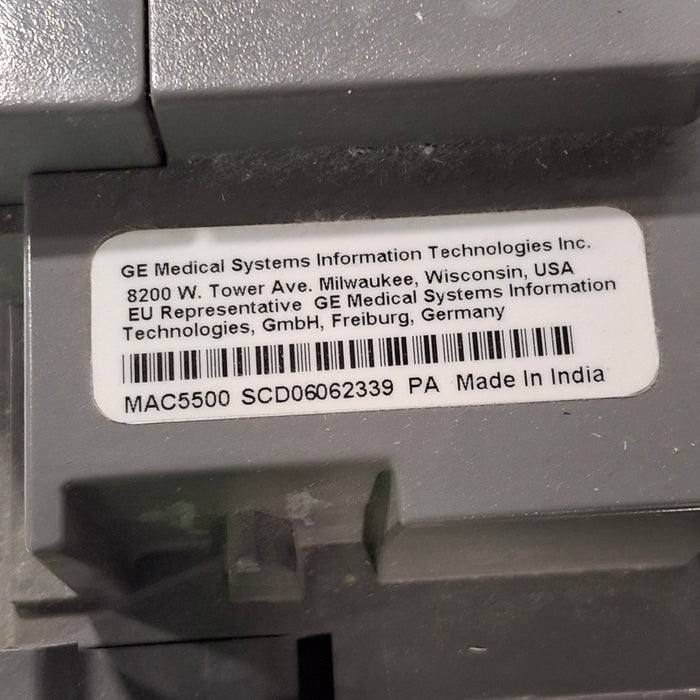 GE Medical Systems Information Technologies Inc.
8200 W. Tower Ave. Milwaukee, Wisconsin, USA
EU Representative GE Medical Systems Information
Technologies, GmbH, Freiburg, Germany
MAC5500 SCD06062339 PA Made In India